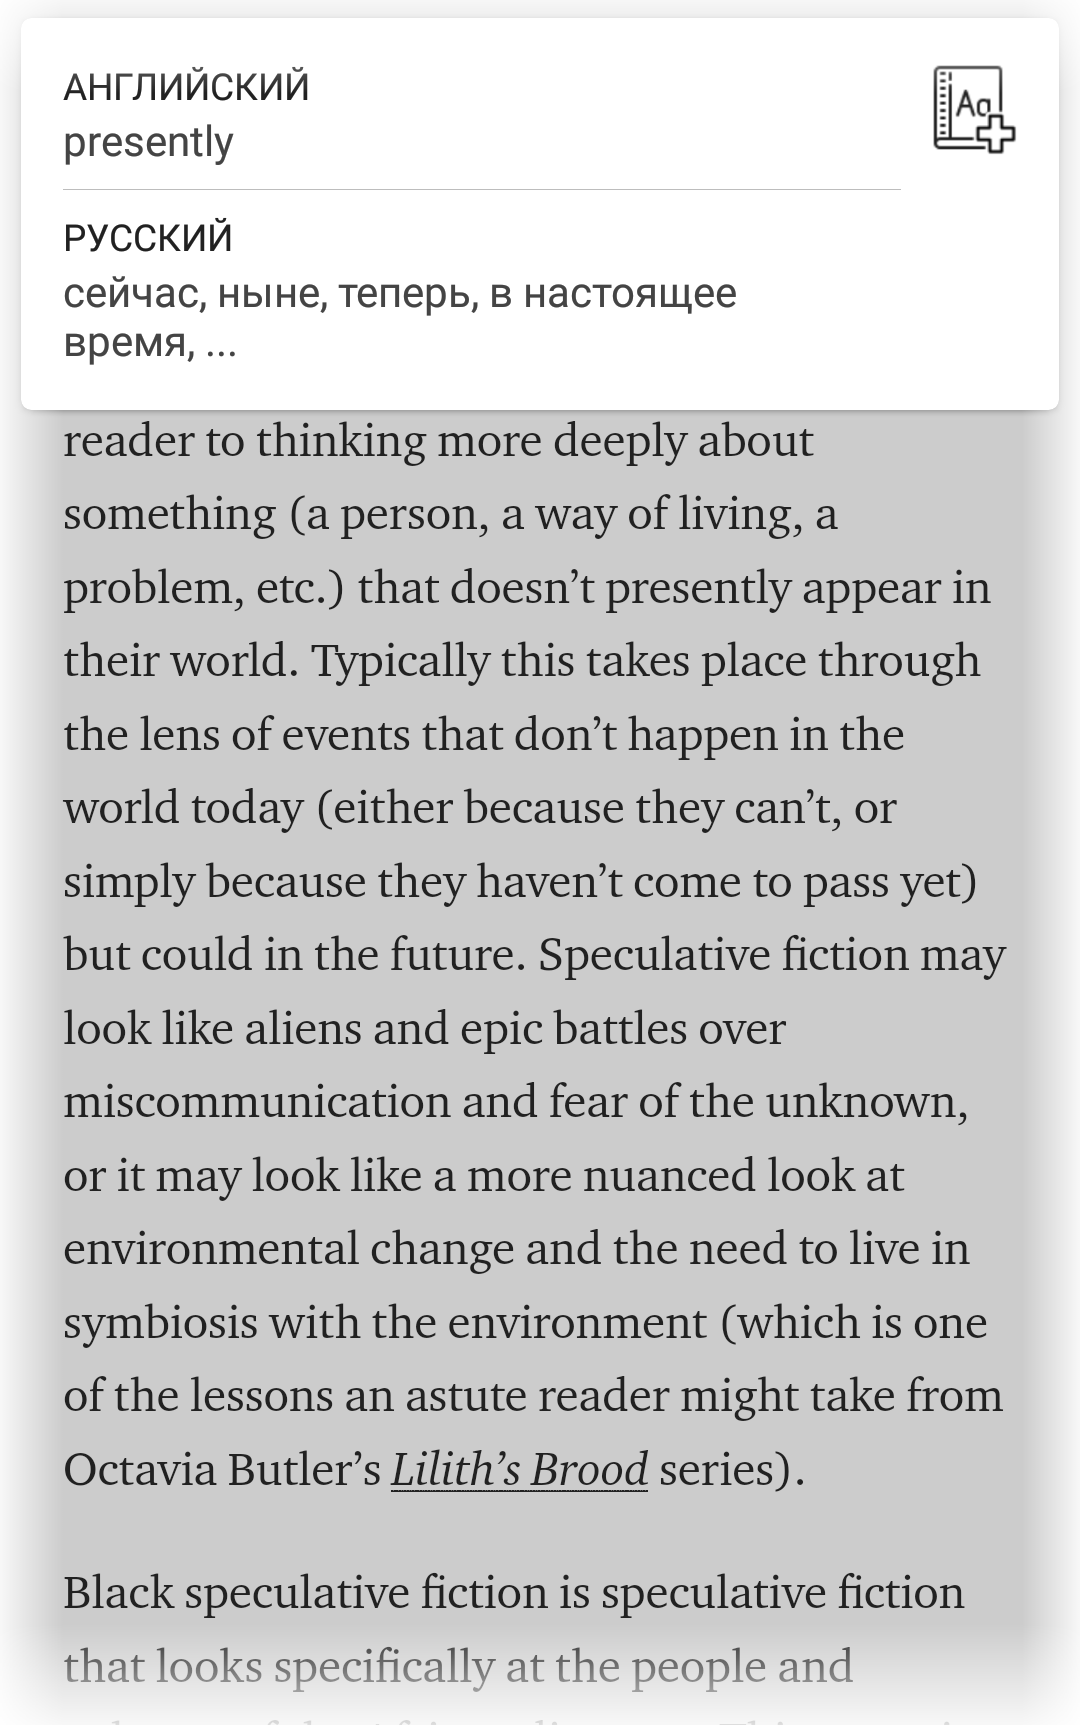 АНГЛИЙСКИЙ
presently
Aa
РУССКИЙ
сейчас, ныне, теперь, в настоящее
время, ...
reader to thinking more deeply about
something (a person, a way of living, a
problem, etc.) that doesn’t presently appear in
their world. Typically this takes place through
the lens of events that don’t happen in the
world today (either because they can’t, or
simply because they haven’t come to pass yet)
but could in the future. Speculative fiction may
look like aliens and epic battles over
miscommunication and fear of the unknown,
or it may look like a more nuanced look at
environmental change and the need to live in
symbiosis with the environment (which is one
of the lessons an astute reader might take from
Octavia Butler’s Lilith’s Brood series).
Black speculative fiction is speculative fiction
that looks specifically at the people and